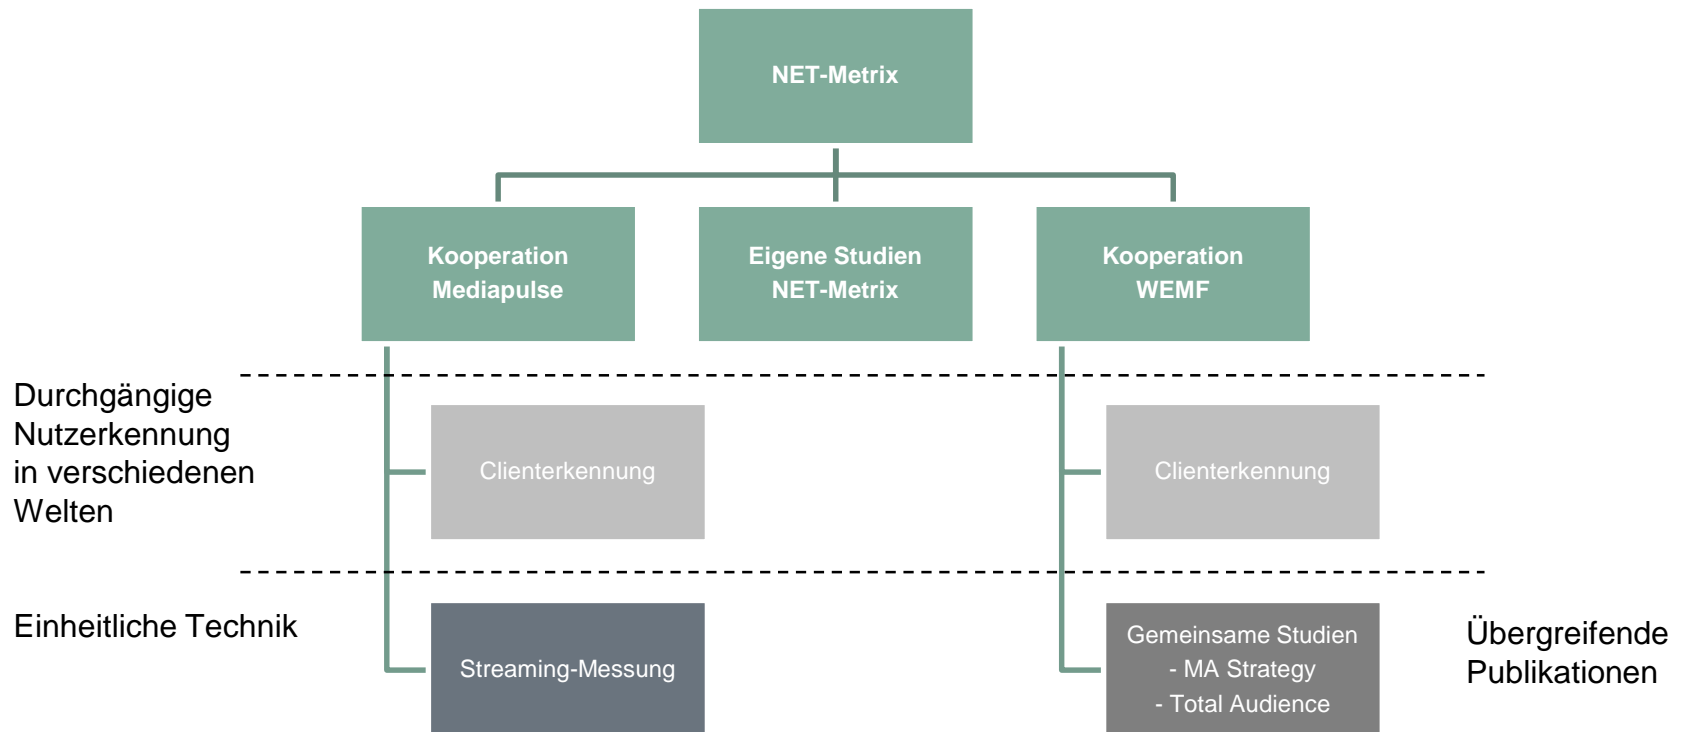 NET-Metrix
Kooperation
Mediapulse
Eigene Studien
NET-Metrix
Kooperation
WEMF
Durchgängige
Nutzerkennung
in verschiedenen
Welten
Clienterkennung
Clienterkennung
Einheitliche Technik
Streaming-Messung
Gemeinsame Studien
- MA Strategy
- Total Audience
Übergreifende
Publikationen